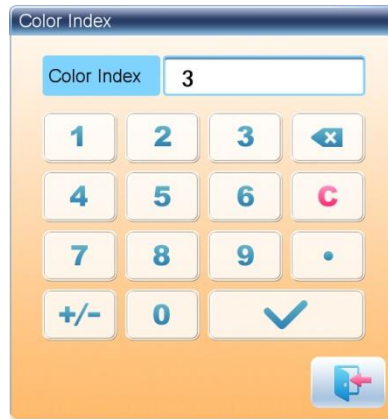 Color Index
Color Index 3
1 2 3
4 5 6 C
7 8 9 .
+/- 0